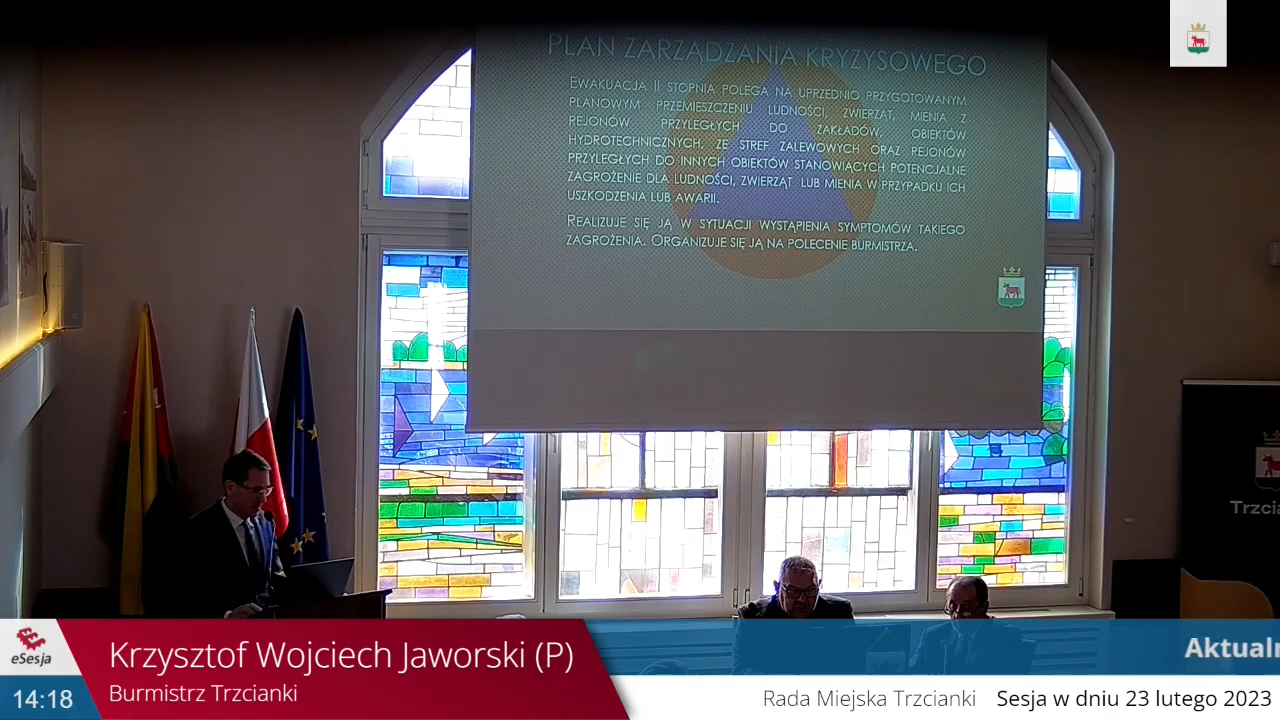 PLAN ZARZĄDZANIA KRYZYSOWEGO
EWAKUACJA II STOPNIA POLEGA NA UPRZEDNIO PRZYGOTOWANYM
PLANOWYM PRZEMIESZCZENIU LUDNOŚCI, ZWIERZĄT, MIENIA Z
REJONÓW PRZYLEGŁYCH DO ZAKŁADÓW, OBIEKTÓW
HYDROTECHNICZNYCH, ZE STREF ZALEWOWYCH ORAZ REJONÓW
PRZYLEGŁYCH DO INNYCH OBIEKTÓW STANOWIĄCYCH POTENCJALNE
ZAGROŻENIE DLA LUDNOŚCI, ZWIERZĄT LUB MIENIA W PRZYPADKU ICH
USZKODZENIA LUB AWARII.
REALIZUJE SIĘ JĄ W SYTUACJI WYSTĄPIENIA SYMPTOMÓW TAKIEGO
ZAGROŻENIA. ORGANIZUJE SIĘ JĄ NA POLECENIE BURMISTRZA.
Trzcia
eSesja
Krzysztof Wojciech Jaworski (P)
Burmistrz Trzcianki
Aktualn
14:18
Rada Miejska Trzcianki Sesja w dniu 23 lutego 2023